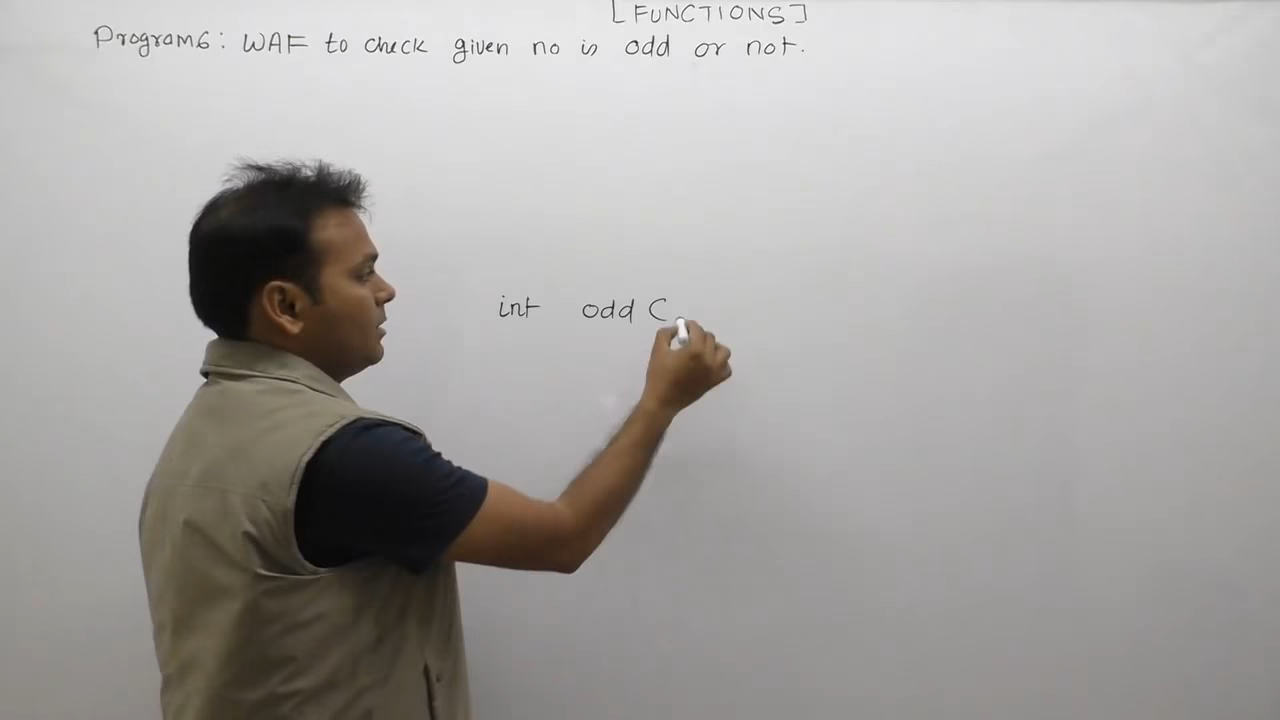 [FUNCTIONS]
Program6: WAF to check given no is odd or not.
int odd (